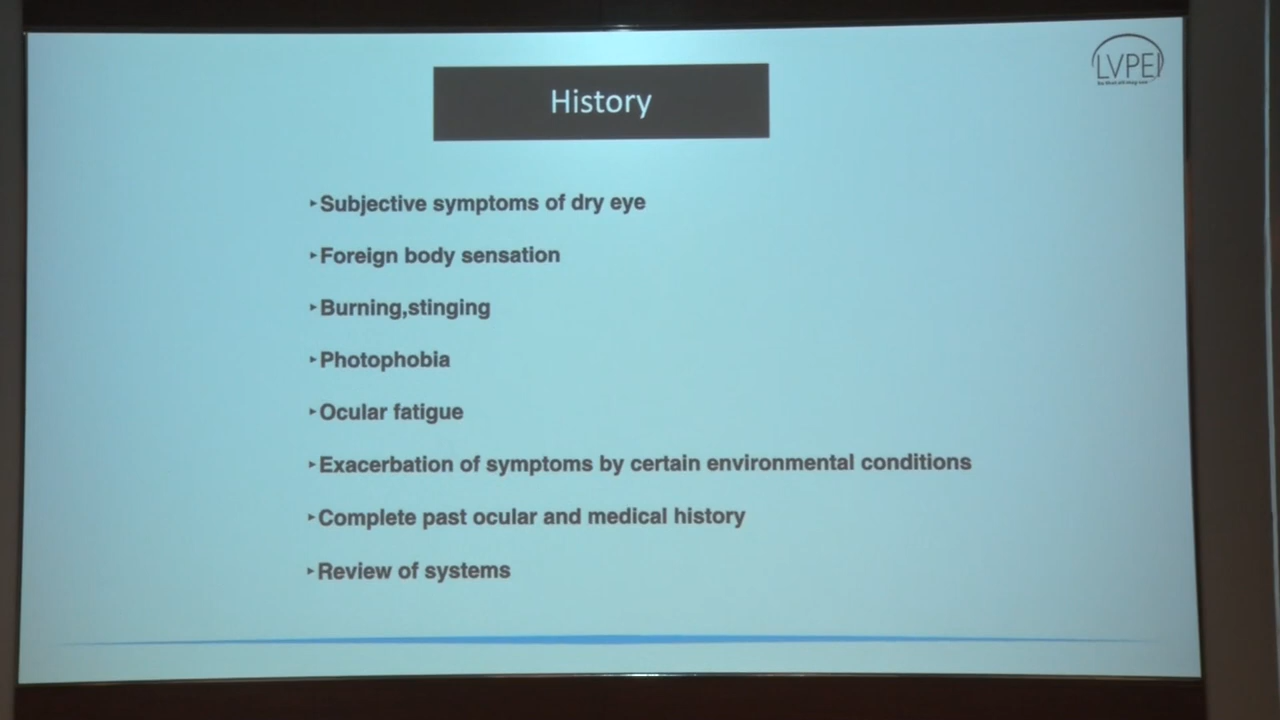 LVPEI
History
‣Subjective symptoms of dry eye
‣Foreign body sensation
‣Burning,stinging
‣Photophobia
‣Ocular fatigue
‣Exacerbation of symptoms by certain environmental conditions
‣Complete past ocular and medical history
‣Review of systems